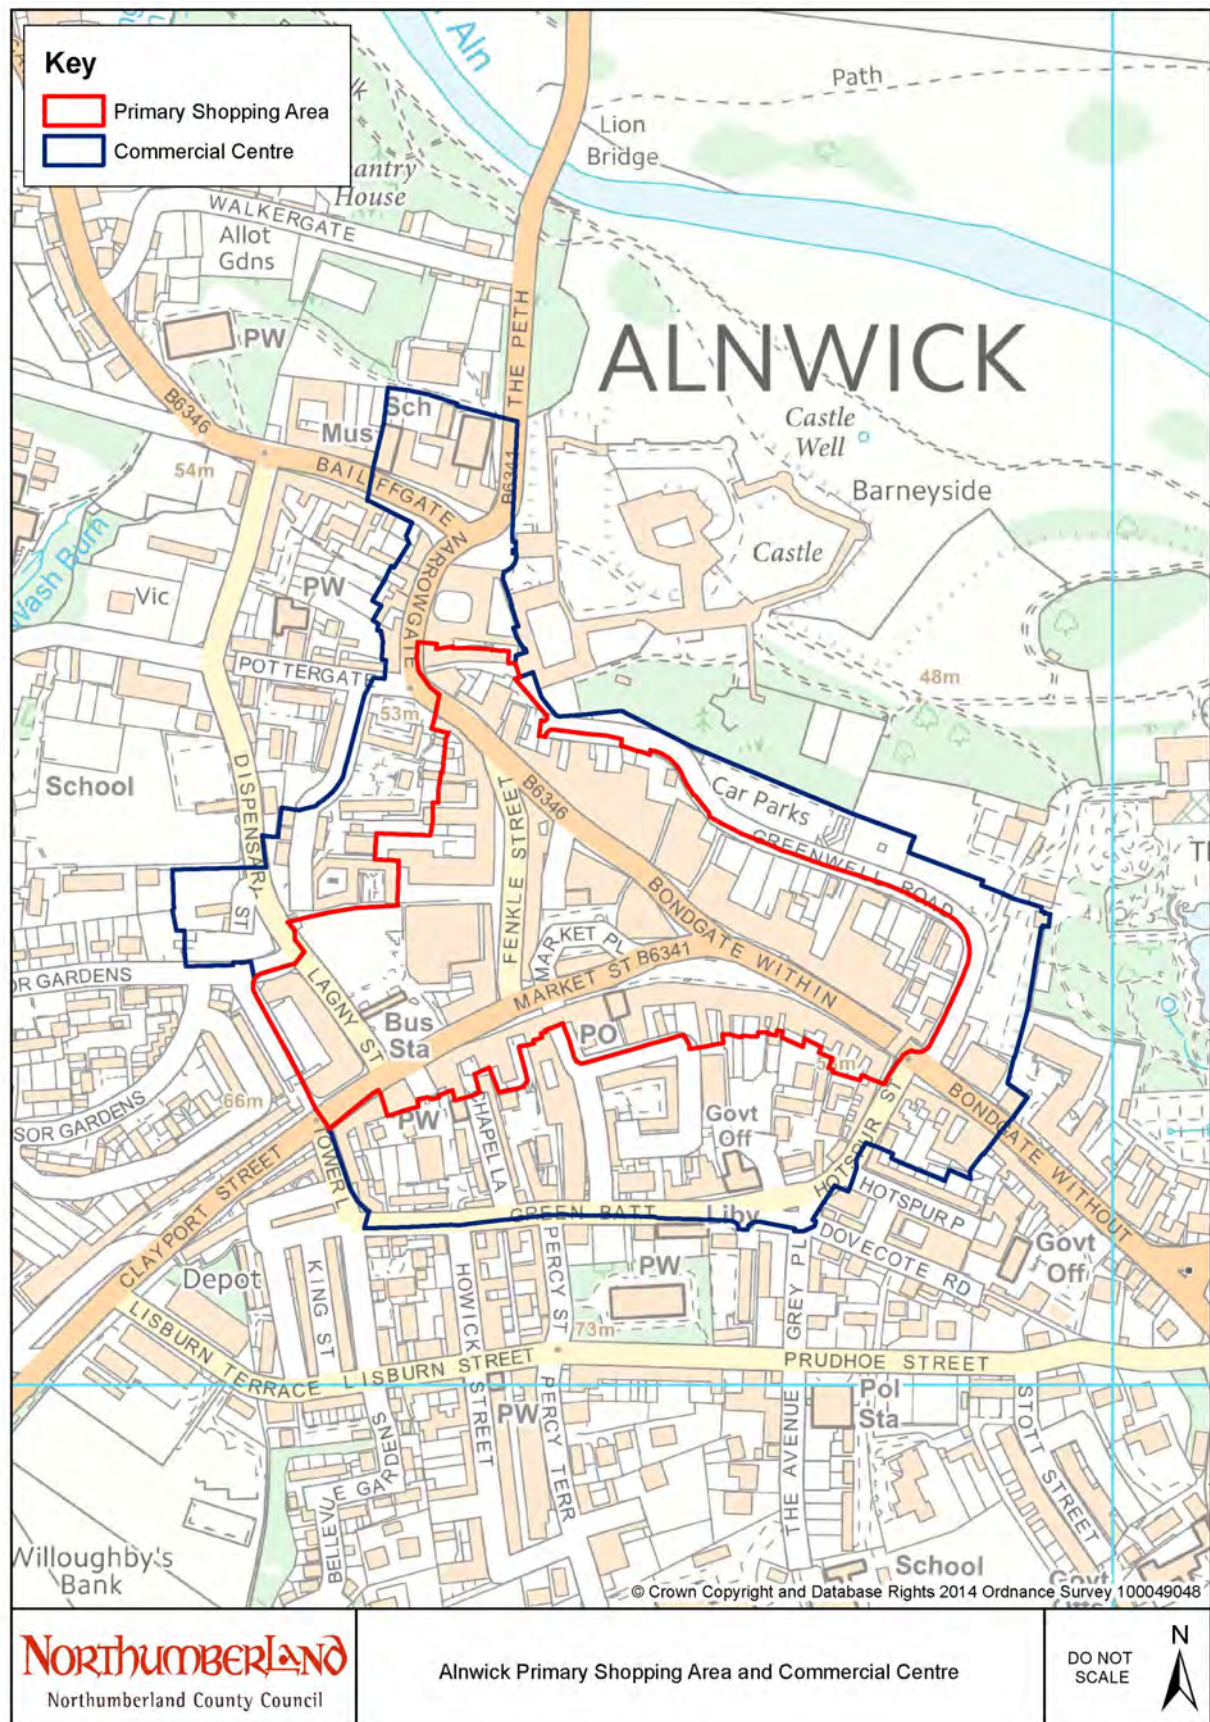 Key
Primary Shopping Area
Commercial Centre
Aln
Path
Lion
Bridge
antry
House
WALKERGATE
Allot
Gdns
PW
THE PETH
ALNWICK
B6346
Sch
Mus
54m
BAILIFFGATE
B6341
Castle
Well
Barneyside
Castle
NARROWGATE
Wash Burn
Vic
PW
POTTERGATE
53m
48m
School
DISPENSARY
ST
FENKLE STREET
B6346
Car Parks
GREENWELL ROAD
BONDGATE WITHIN
MARKET PL
MARKET ST B6341
OR GARDENS
LAGNY ST
Bus
Sta
PO
SOR GARDENS
66m
PW
CHAPEL LA
Govt
Off
HOTSPUR ST
BONDGATE WITHOUT
CLAYPORT STREET
TOWER
GREEN BATT
Liby
HOTSPUR P
DOVECOTE RD
Govt
Off
Depot
KING ST
HOWICK STREET
PERCY ST
PW
GREY PL
73m
LISBURN TERRACE
LISBURN STREET
PRUDHOE STREET
Pol
Sta
PW
PERCY TERR
THE AVENUE
STOTT STREET
BELLEVUE GARDENS
Willoughby's
Bank
School
Govt
© Crown Copyright and Database Rights 2014 Ordnance Survey 100049048
NORTHUMBERLAND
Northumberland County Council
Alnwick Primary Shopping Area and Commercial Centre
DO NOT
SCALE
N